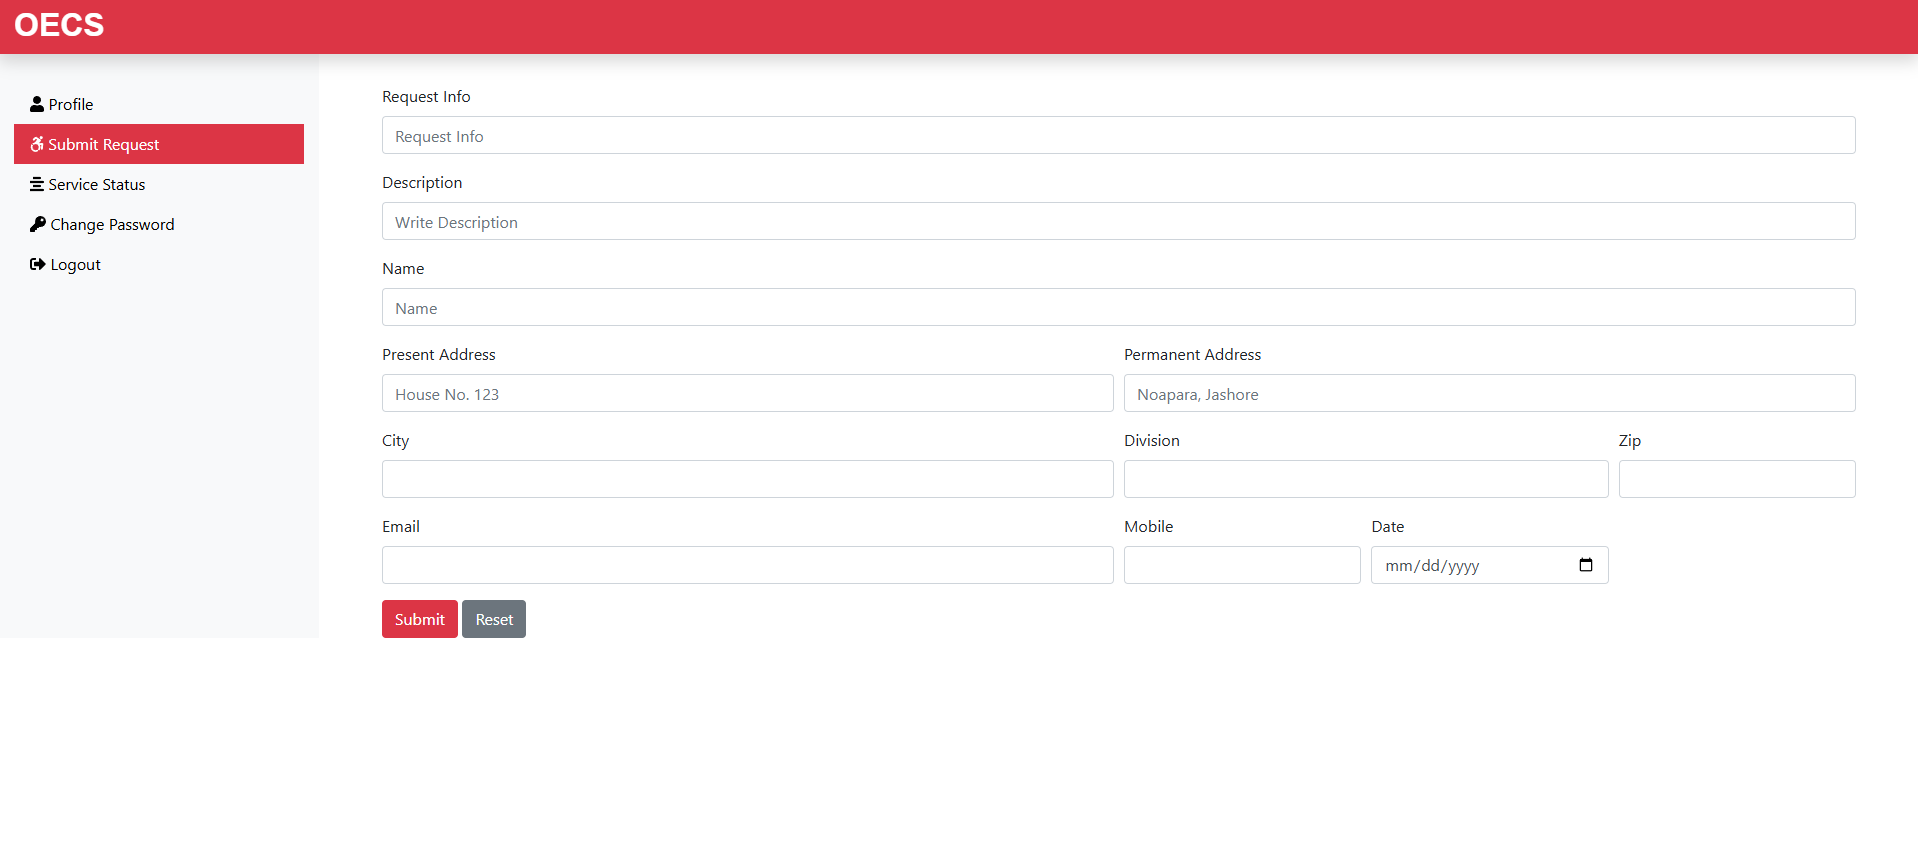 OECS
Profile
Submit Request
Service Status
Change Password
Logout
Request Info
Request Info
Description
Write Description
Name
Name
Present Address Permanent Address
House No. 123 Noapara, Jashore
City Division Zip
Email Mobile Date
mm/dd/yyyy
Submit Reset